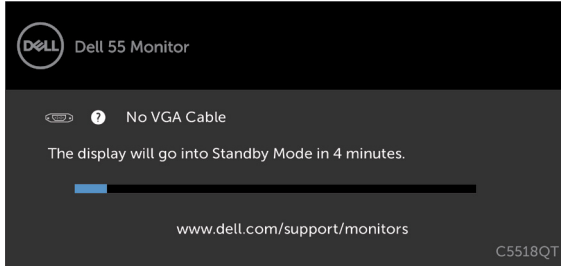 DELL Dell 55 Monitor
? No VGA Cable
The display will go into Standby Mode in 4 minutes.
www.dell.com/support/monitors
C5518QT